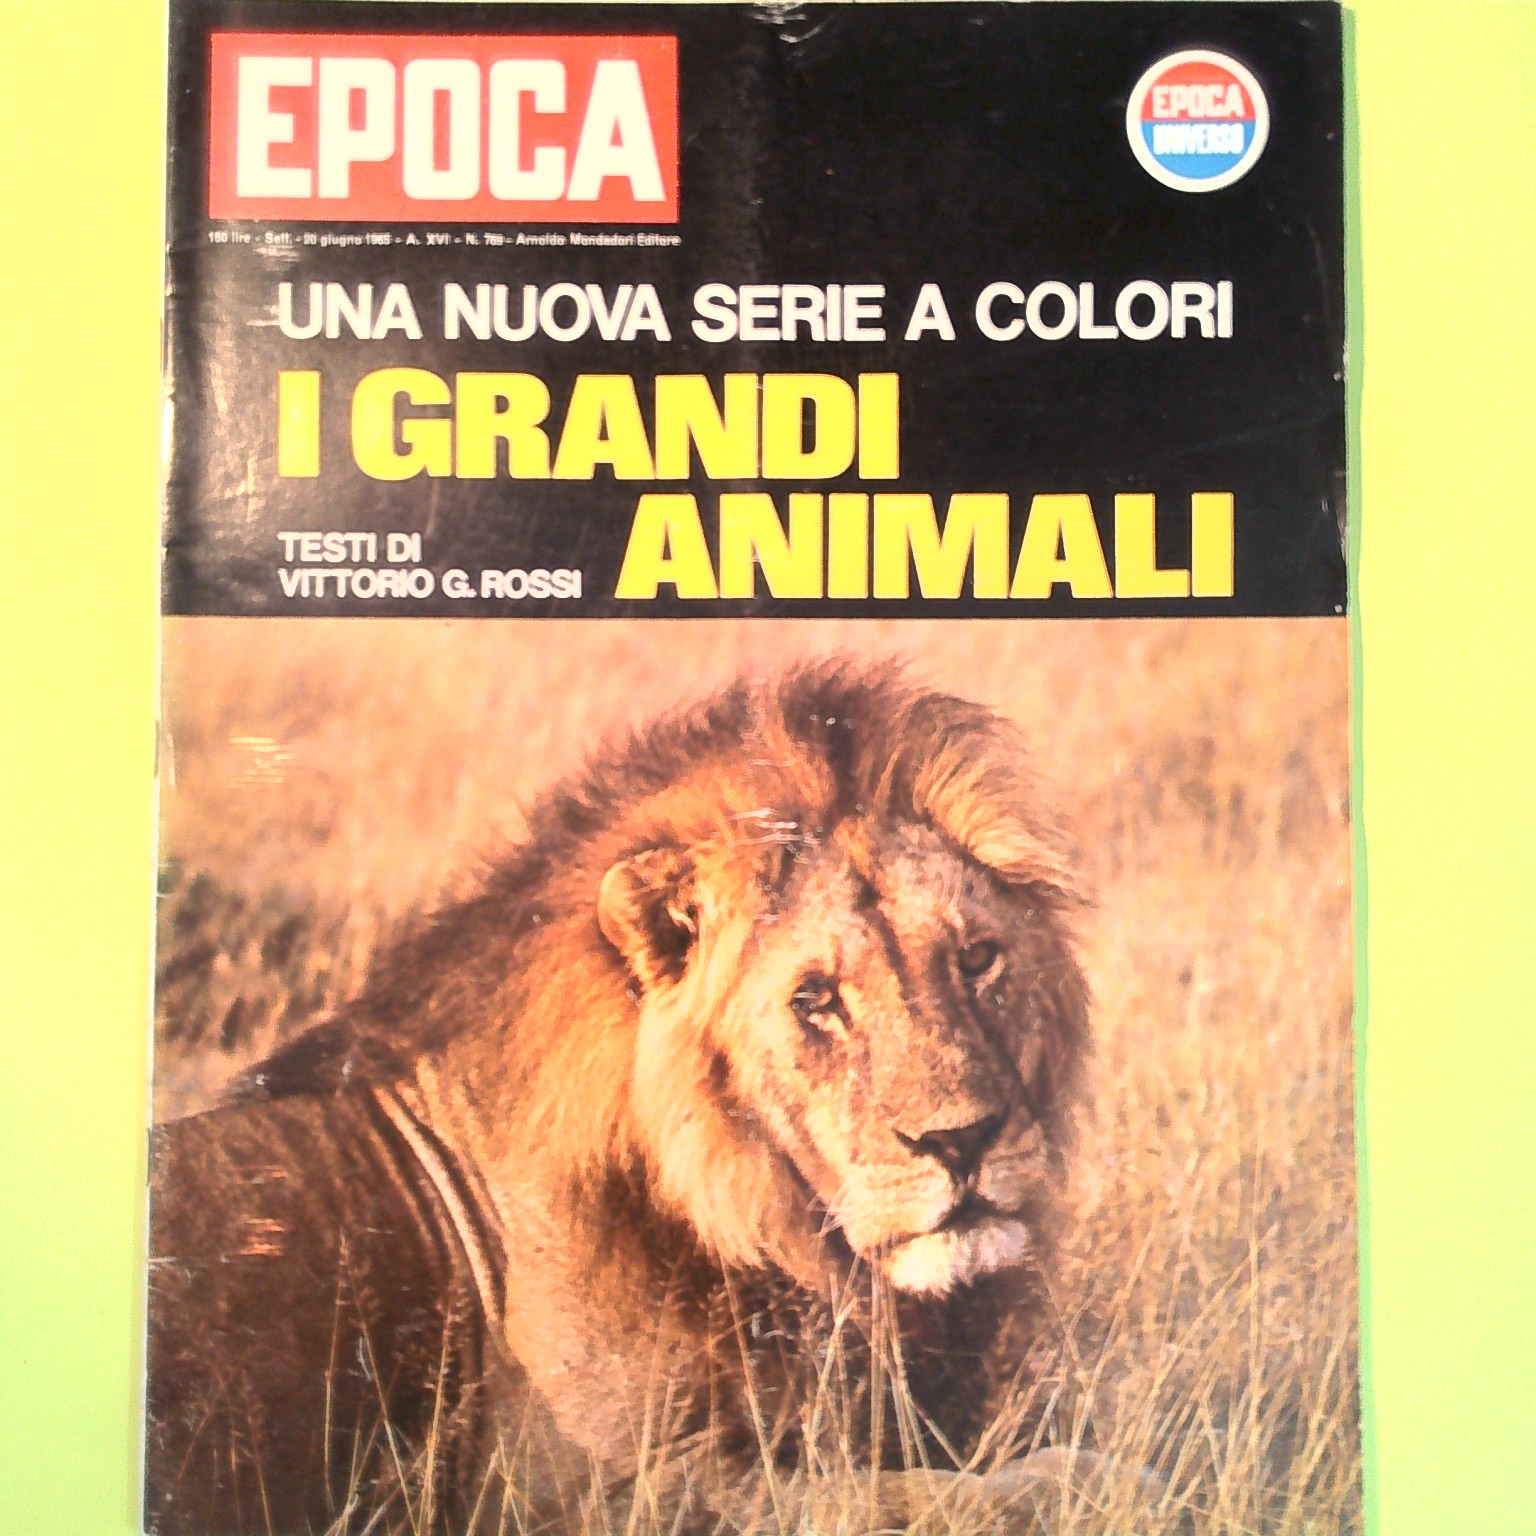 EPOCA
EPOCA
UNIVERSO
150 lire - Sett. - 20 giugno 1965 - A. XVI - N. 769 - Arnoldo Mondadori Editore
UNA NUOVA SERIE A COLORI
I GRANDI
ANIMALI
TESTI DI
VITTORIO G. ROSSI